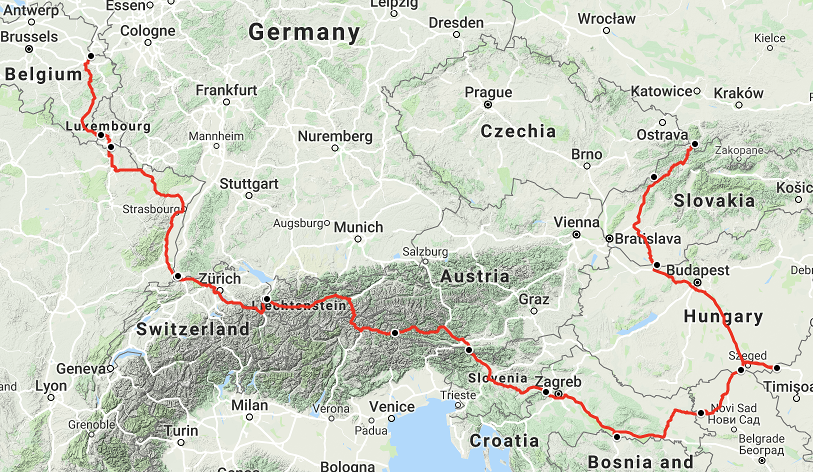 Antwerp
Essen
Leipzig
Dresden
Wrocław
Brussels
Cologne
Germany
Kielce
Belgium
Frankfurt
Prague
Katowice
Kraków
Luxembourg
Mannheim
Nuremberg
Czechia
Ostrava
Zakopane
Brno
Stuttgart
Slovakia
Košic
Strasbourg
Augsburg
Munich
Vienna
Bratislava
Salzburg
Zürich
Austria
Budapest
Deb
Liechtenstein
Graz
Switzerland
Hungary
Geneva
Szeged
Slovenia
Zagreb
Timișoa
Lyon
Milan
Verona
Venice
Trieste
Novi Sad
Нови Сад
Grenoble
Turin
Padua
Croatia
Belgrade
Београд
Bologna
Bosnia and